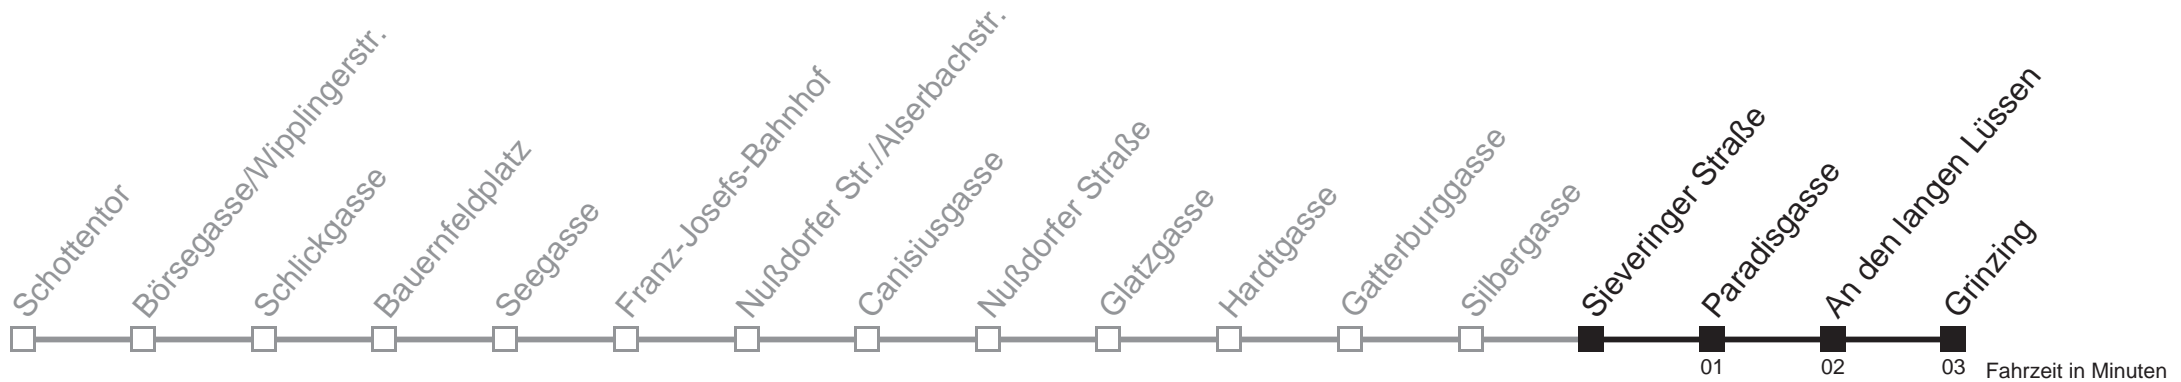 Schottentor
Börsegasse/Wipplingerstr.
Schlickgasse
Bauernfeldplatz
Seegasse
Franz-Josefs-Bahnhof
Nußdorfer Str./Alserbachstr.
Canisiusgasse
Nußdorfer Straße
Glatzgasse
Hardtgasse
Gatterburggasse
Silbergasse
Sieveringer Straße
Paradisgasse
An den langen Lüssen
Grinzing
01 02 03 Fahrzeit in Minuten